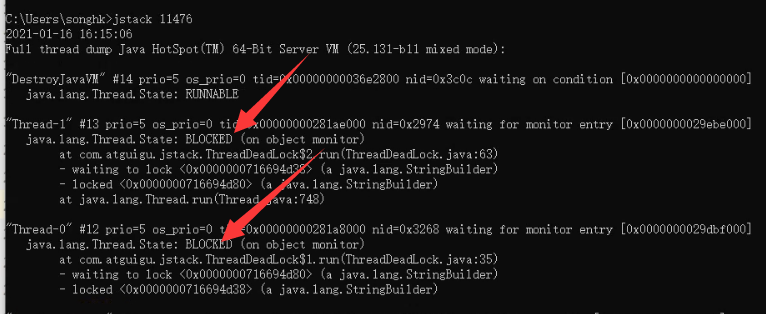 C:\Users\songhk>jstack 11476
2021-01-16 16:15:06
Full thread dump Java HotSpot(TM) 64-Bit Server VM (25.131-b11 mixed mode):
"DestroyJavaVM" #14 prio=5 os_prio=0 tid=0x00000000036e2800 nid=0x3c0c waiting on condition [0x0000000000000000]
java.lang.Thread.State: RUNNABLE
"Thread-1" #13 prio=5 os_prio=0 tid=0x00000000281ae000 nid=0x2974 waiting for monitor entry [0x0000000029ebe000]
java.lang.Thread.State: BLOCKED (on object monitor)
at com.atguigu.jstack.ThreadDeadLock$2.run(ThreadDeadLock.java:63)
- waiting to lock <0x0000000716694d38> (a java.lang.StringBuilder)
- locked <0x0000000716694d80> (a java.lang.StringBuilder)
at java.lang.Thread.run(Thread.java:748)
"Thread-0" #12 prio=5 os_prio=0 tid=0x00000000281a8000 nid=0x3268 waiting for monitor entry [0x0000000029dbf000]
java.lang.Thread.State: BLOCKED (on object monitor)
at com.atguigu.jstack.ThreadDeadLock$1.run(ThreadDeadLock.java:35)
- waiting to lock <0x0000000716694d80> (a java.lang.StringBuilder)
- locked <0x0000000716694d38> (a java.lang.StringBuilder)